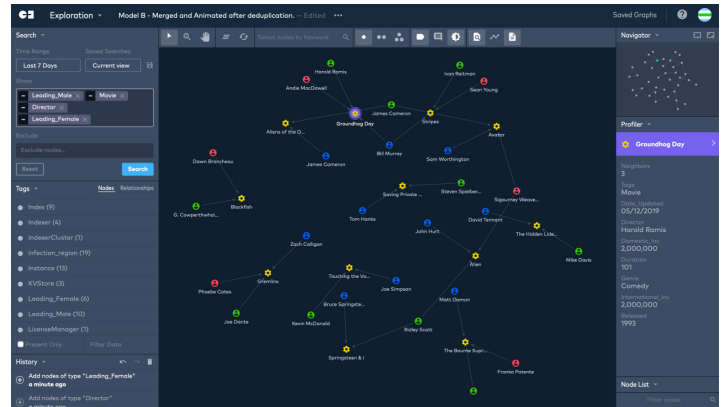 Exploration
Model B - Merged and Animated after deduplication. – Edited
Saved Graphs
Search
Time Range
Saved Searches
Last 7 Days
Current view
Show
Leading_Male
Movie
Director
Leading_Female
Exclude
Exclude nodes...
Reset
Search
Tags
Nodes
Relationships
Index (9)
Indexer (4)
IndexerCluster (1)
infection_region (19)
Instance (13)
KVStore (3)
Leading_Female (6)
Leading_Male (10)
LicenseManager (1)
Present Only
Filter Data
History
Add nodes of type "Leading_Female"
a minute ago
Add nodes of type "Director"
a minute ago
Select nodes by Keyword
Harold Ramis
Ivan Reitman
Andie MacDowell
Sean Young
Groundhog Day
James Cameron
Stripes
Aliens of the D...
Avatar
Bill Murray
Dawn Brancheau
James Cameron
Sam Worthington
Saving Private ...
Steven Spielber...
Sigourney Weave...
G. Cowperthwai...
Blackfish
Tom Hanks
David Tennant
The Hidden Lide...
John Hurt
Zach Galligan
Mike Davis
Alien
Gremlins
Touching the Vo...
Phoebe Cates
Joe Simpson
Bruce Springste...
Matt Damon
Joe Dante
Kevin McDonald
Ridley Scott
Springsteen & I
The Bourne Supr...
Franka Potente
Navigator
Profiler
Groundhog Day
Neighbors
3
Tags
Movie
Date_Updated
05/12/2019
Director
Harold Ramis
Domestic_Inc
2,000,000
Duration
101
Genre
Comedy
International_Inc
2,000,000
Released
1993
Node List
Filter nodes